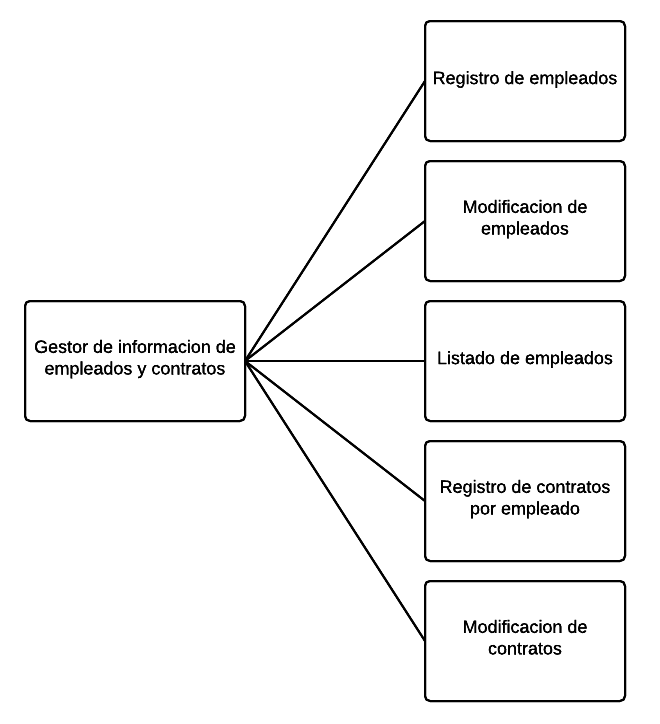 Registro de empleados
Modificacion de
empleados
Gestor de informacion de
empleados y contratos
Listado de empleados
Registro de contratos
por empleado
Modificacion de
contratos